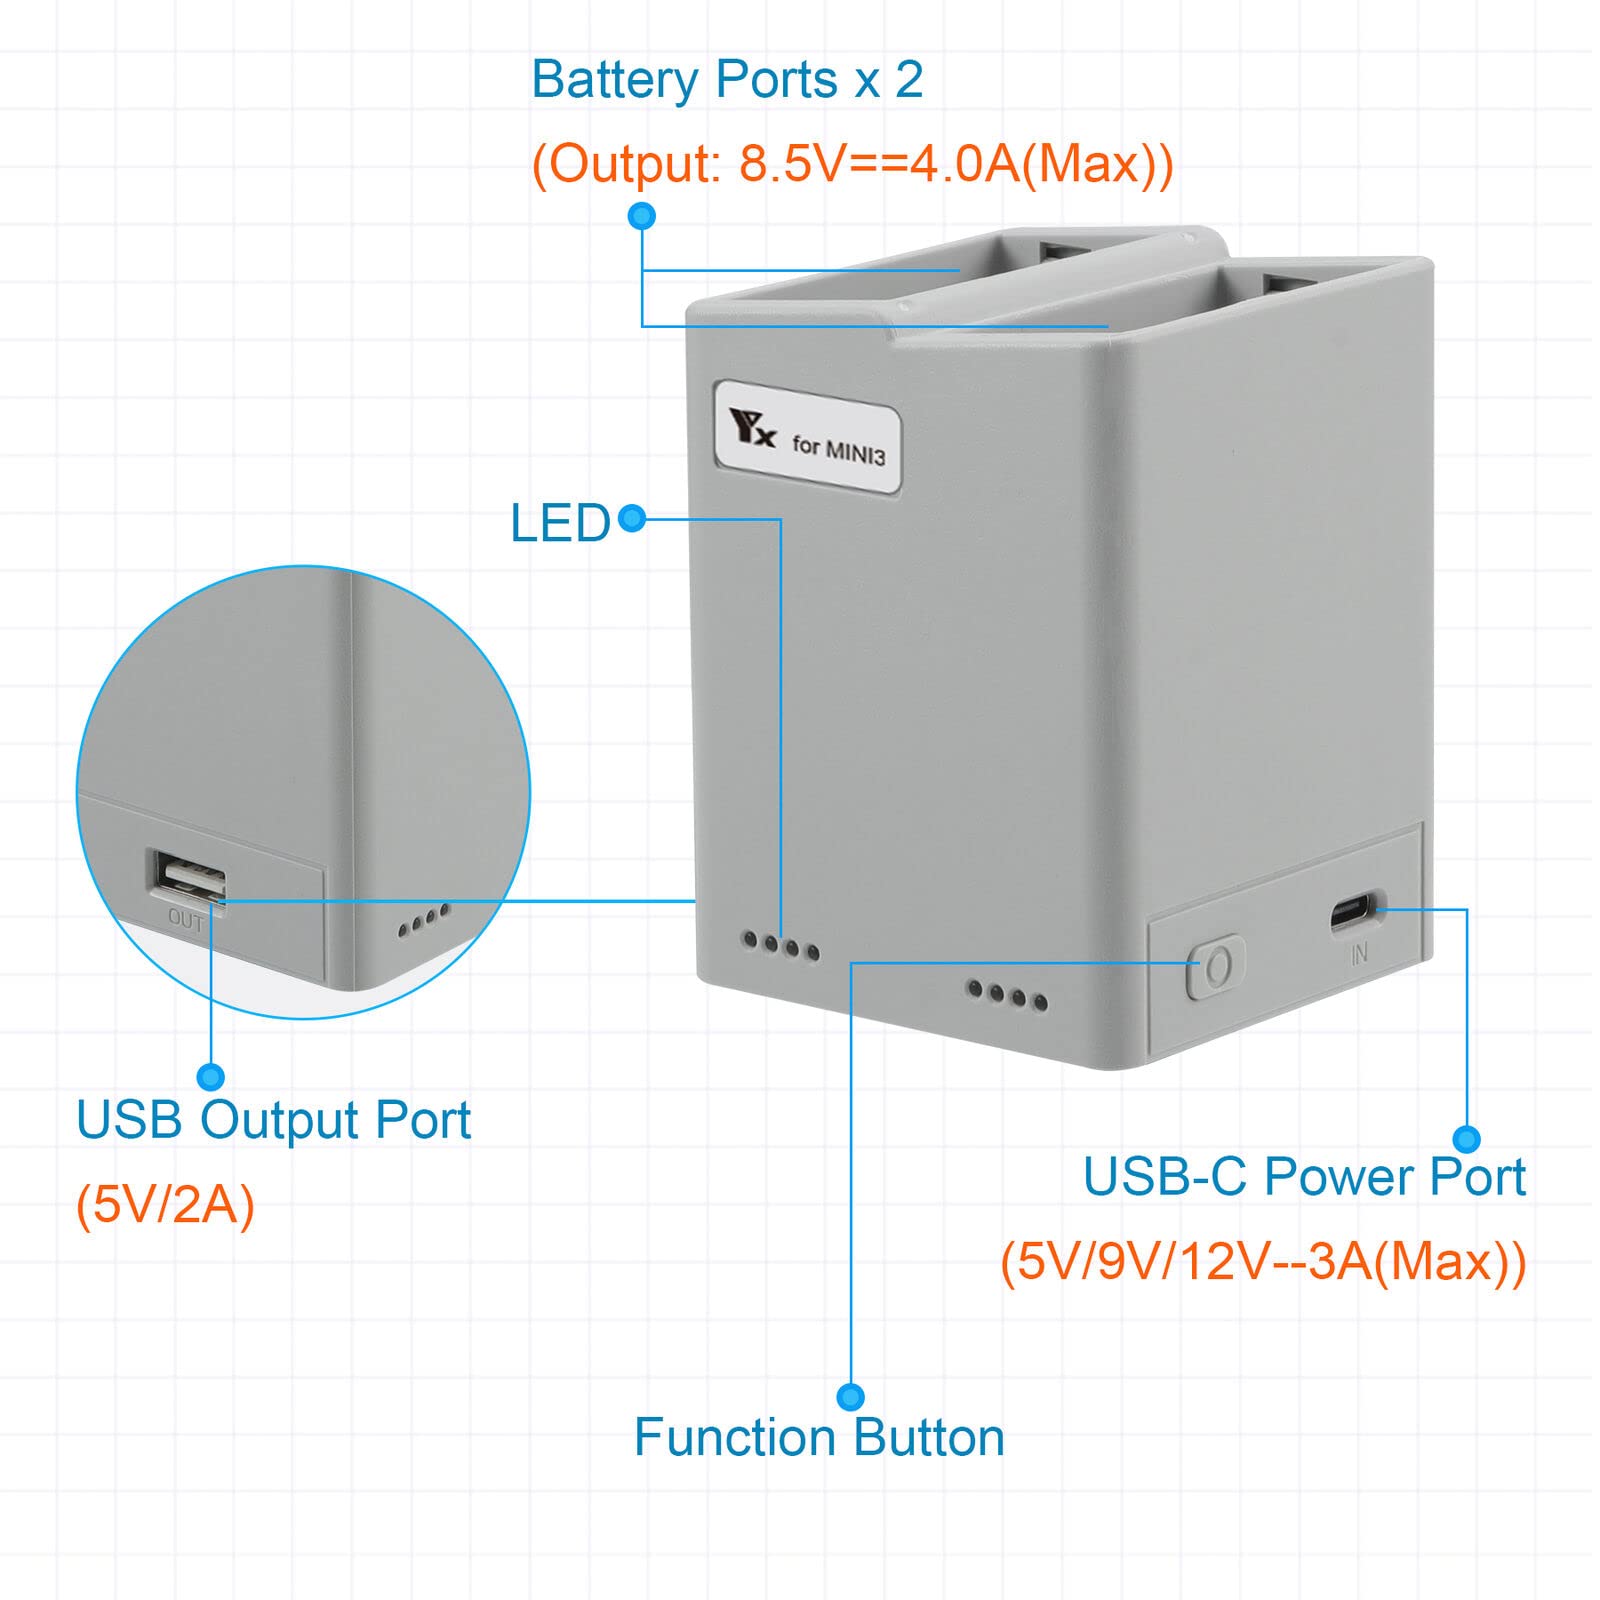 Battery Ports x 2
(Output: 8.5V==4.0A(Max))
Yx for MINI3
LED
OUT
IN
USB Output Port
(5V/2A)
USB-C Power Port
(5V/9V/12V--3A(Max))
Function Button